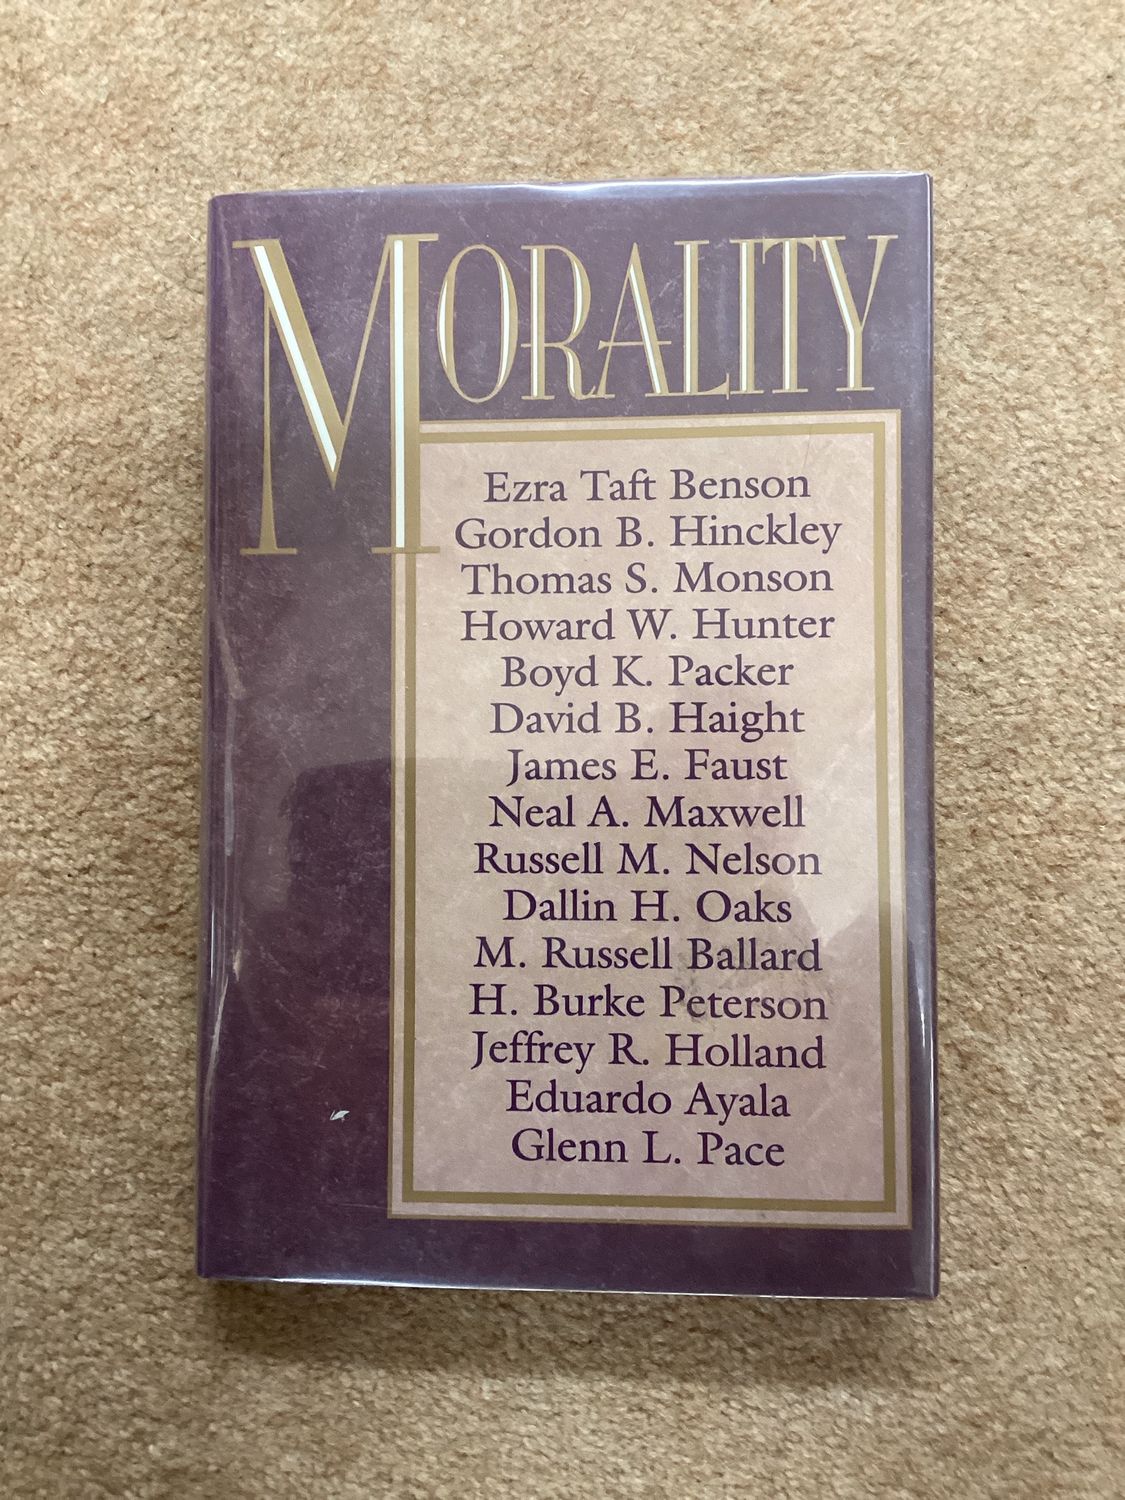 MORALITY
Ezra Taft Benson
Gordon B. Hinckley
Thomas S. Monson
Howard W. Hunter
Boyd K. Packer
David B. Haight
James E. Faust
Neal A. Maxwell
Russell M. Nelson
Dallin H. Oaks
M. Russell Ballard
H. Burke Peterson
Jeffrey R. Holland
Eduardo Ayala
Glenn L. Pace